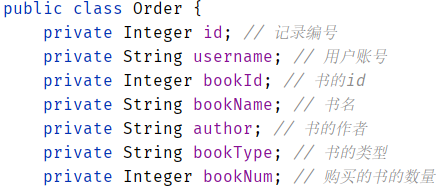 public class Order {
    private Integer id; // 记录编号
    private String username; // 用户账号
    private Integer bookId; // 书的id
    private String bookName; // 书名
    private String author; // 书的作者
    private String bookType; // 书的类型
    private Integer bookNum; // 购买的书的数量